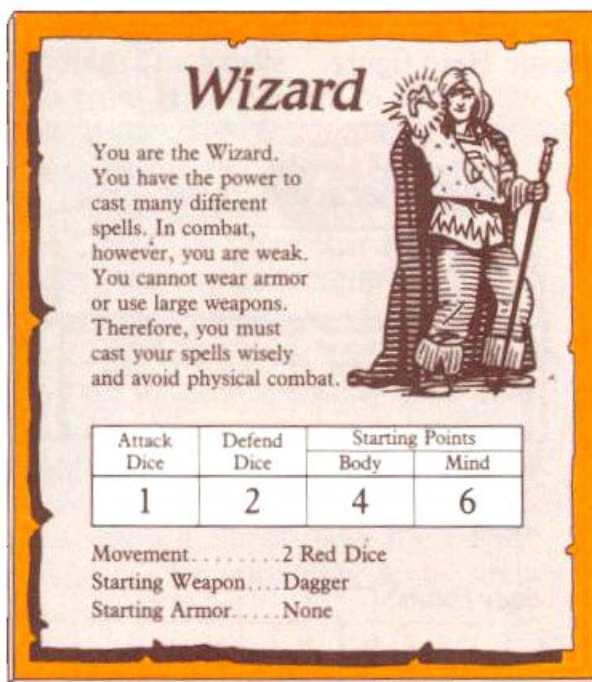 Wizard
You are the Wizard.
You have the power to
cast many different
spells. In combat,
however, you are weak.
You cannot wear armor
or use large weapons.
Therefore, you must
cast your spells wisely
and avoid physical combat.
Attack Dice Defend Dice Starting Points
Body Mind
1 2 4 6
Movement........2 Red Dice
Starting Weapon....Dagger
Starting Armor.....None